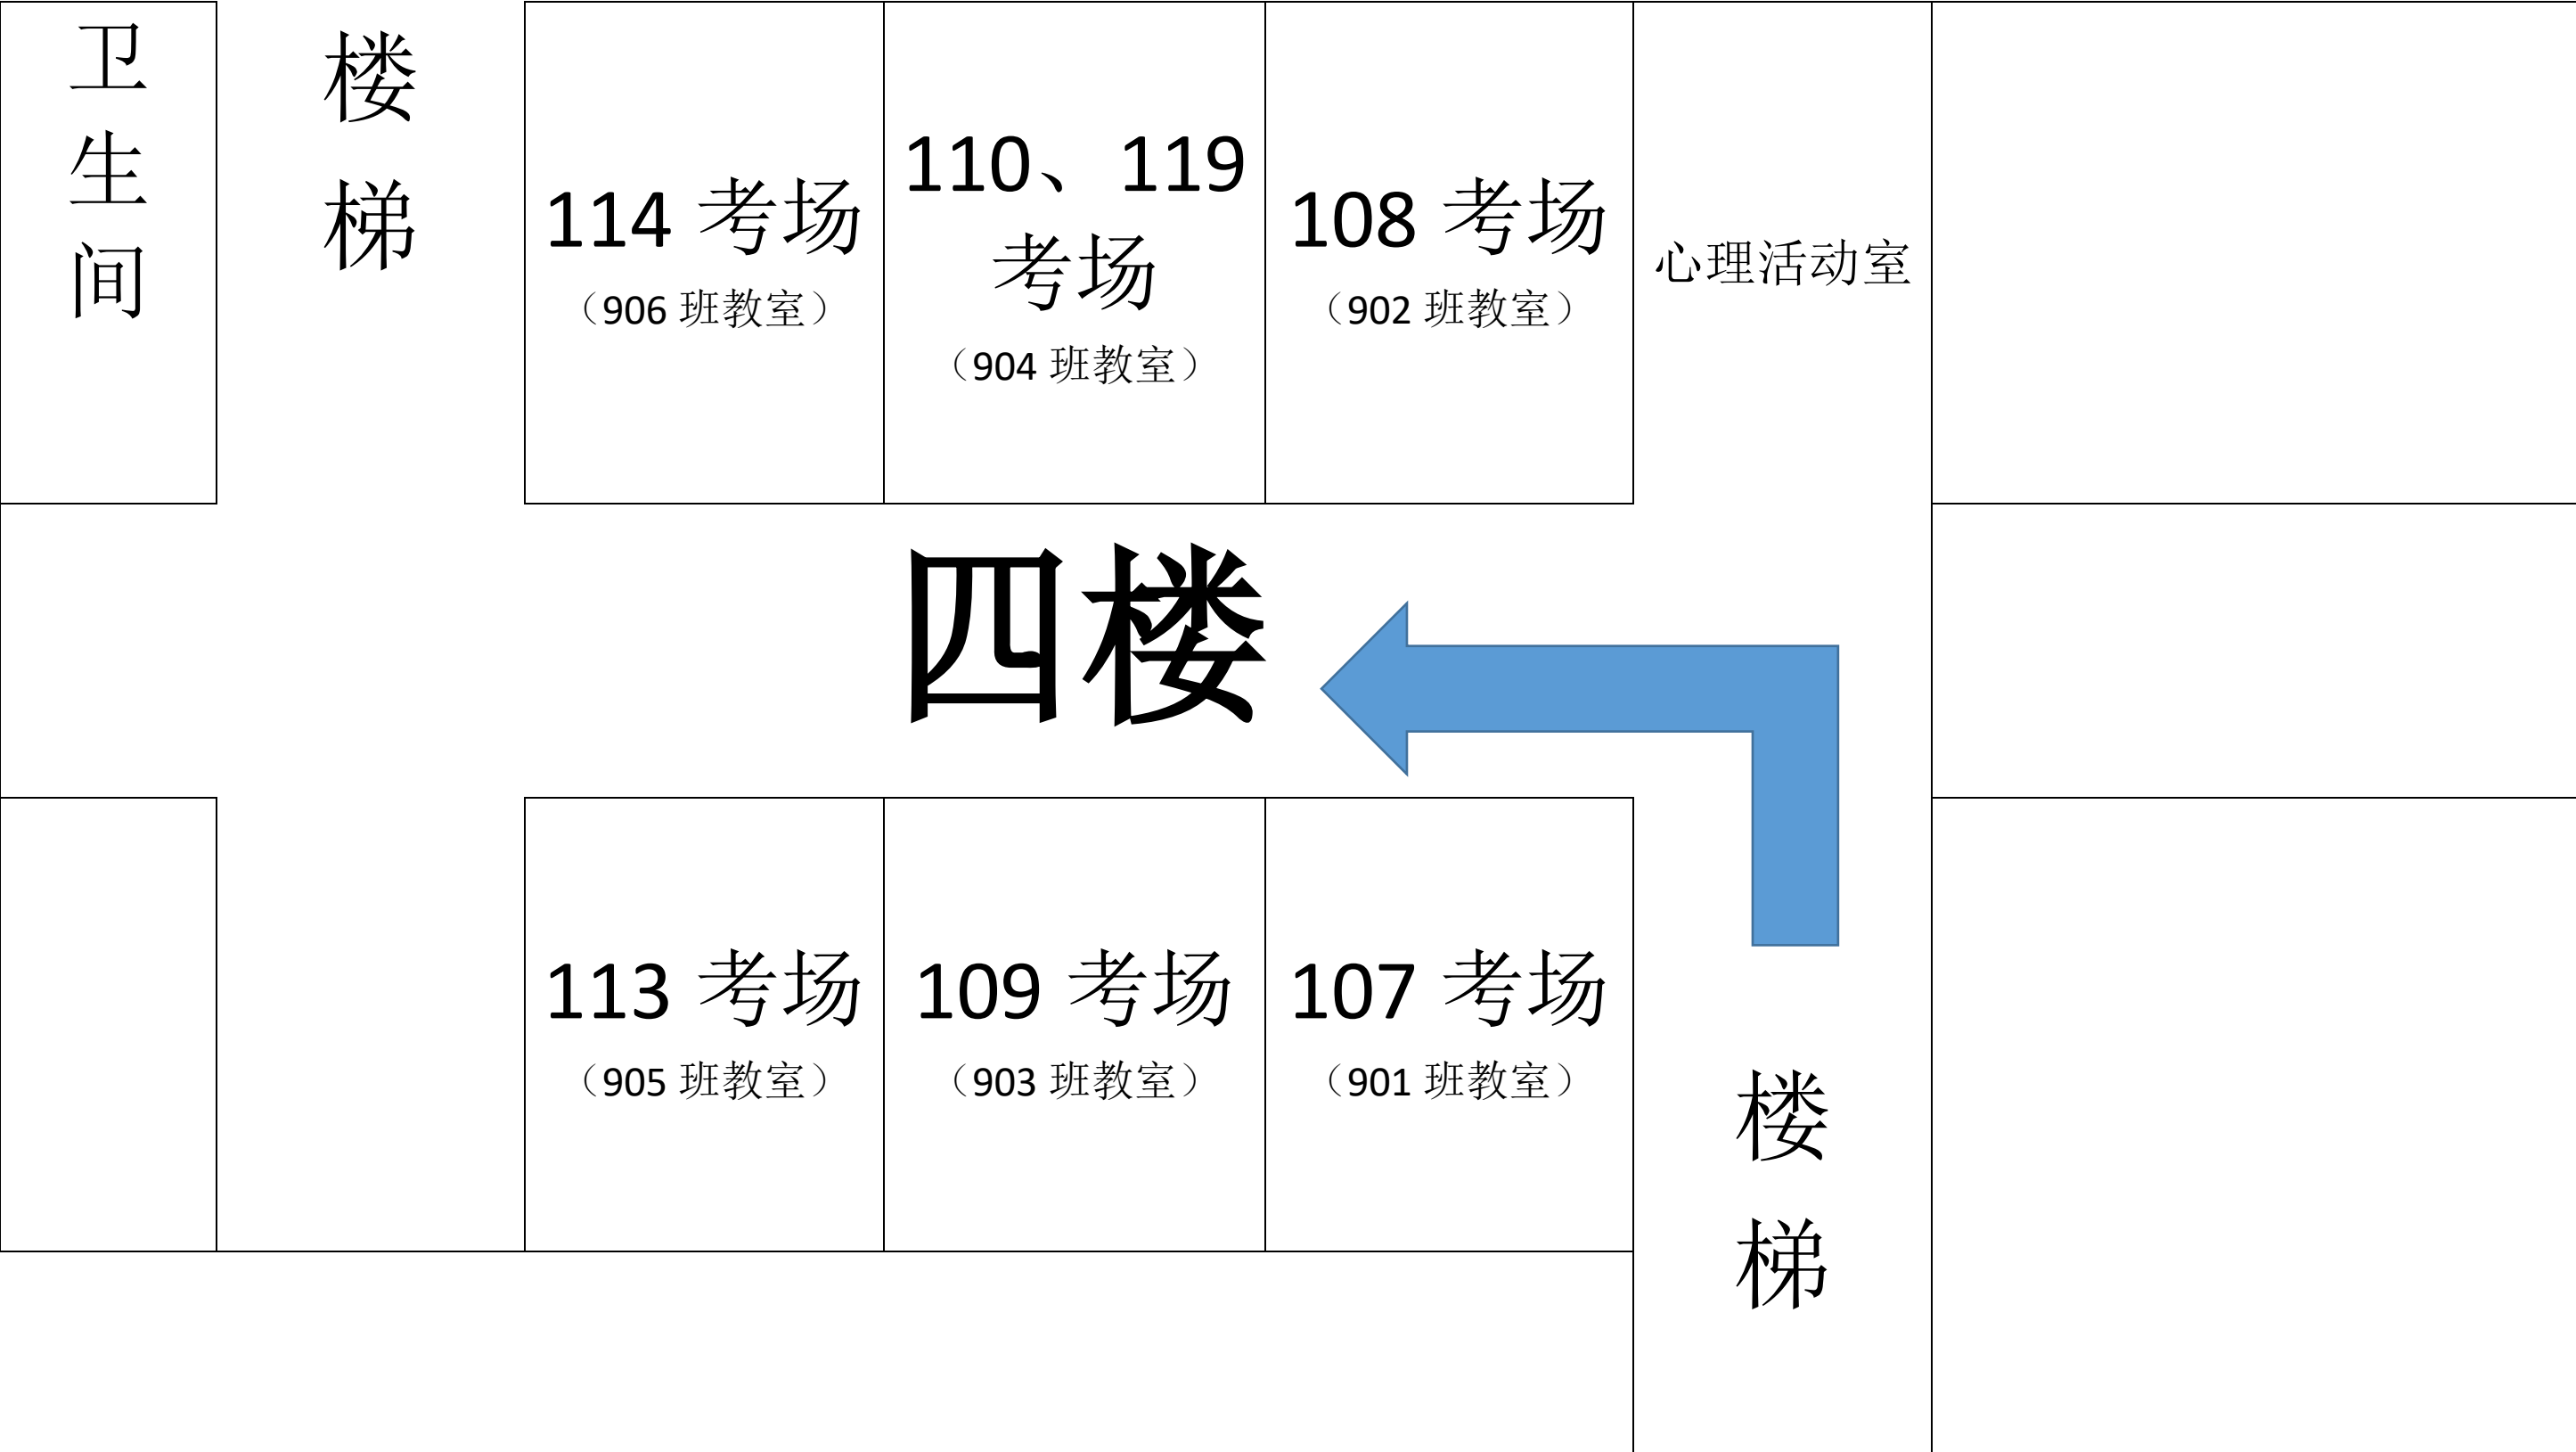 卫
生
间
楼
梯
114 考场
（906 班教室）
110、119
考场
（904 班教室）
108 考场
（902 班教室）
心理活动室
四楼
113 考场
（905 班教室）
109 考场
（903 班教室）
107 考场
（901 班教室）
楼
梯